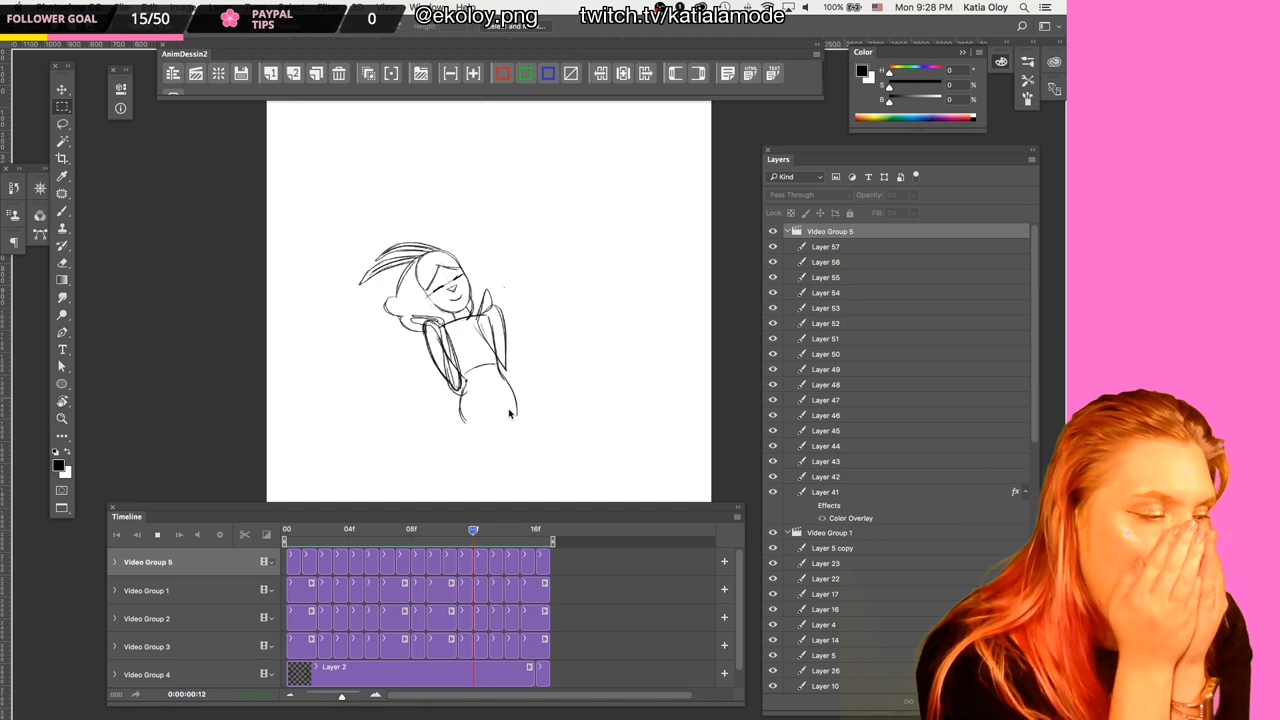 FOLLOWER GOAL 15/50 PAYPAL TIPS 0 @ekoloy.png twitch.tv/katialamode
100% Mon 9:28 PM Katia Oloy
AnimDessin2
Color
H 0 °
S 0 %
B 0 %
Layers
Kind
Pass Through Opacity:
Lock: Fill:
Video Group 5
Layer 57
Layer 56
Layer 55
Layer 54
Layer 53
Layer 52
Layer 51
Layer 50
Layer 49
Layer 48
Layer 47
Layer 46
Layer 45
Layer 44
Layer 43
Layer 42
Layer 41 fx
Effects
Color Overlay
Video Group 1
Layer 5 copy
Layer 23
Layer 22
Layer 17
Layer 16
Layer 4
Layer 14
Layer 5
Layer 26
Layer 10
Timeline
00 04f 08f f 16f
Video Group 5
Video Group 1
Video Group 2
Video Group 3
Video Group 4 Layer 2
0:00:00:12